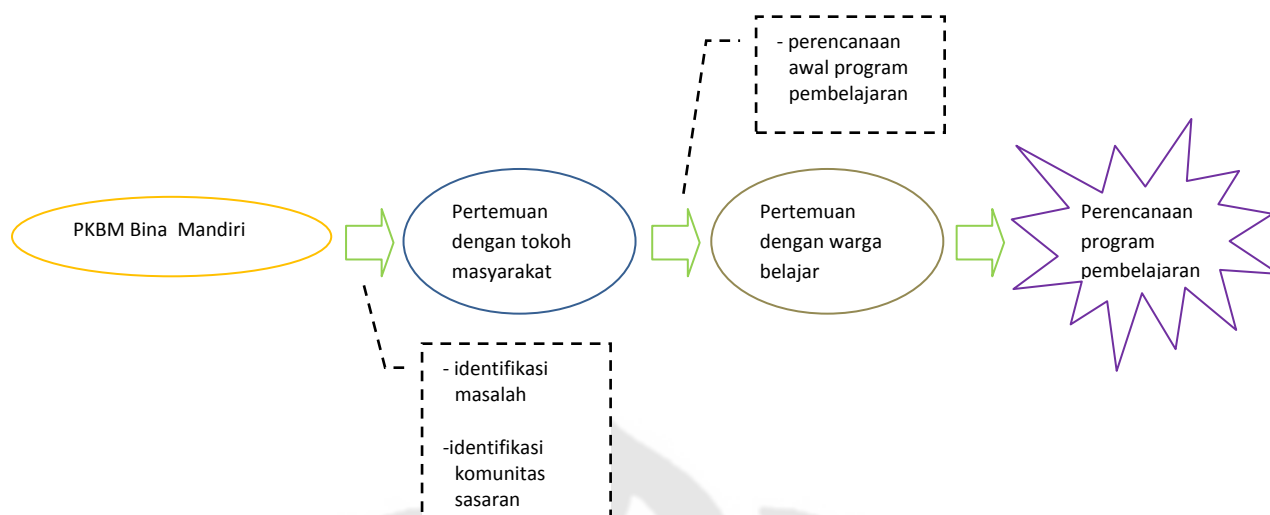 - perencanaan
awal program
pembelajaran
PKBM Bina  Mandiri
Pertemuan
dengan tokoh
masyarakat
Pertemuan
dengan warga
belajar
Perencanaan
program
pembelajaran
- identifikasi
masalah
-identifikasi
komunitas
sasaran